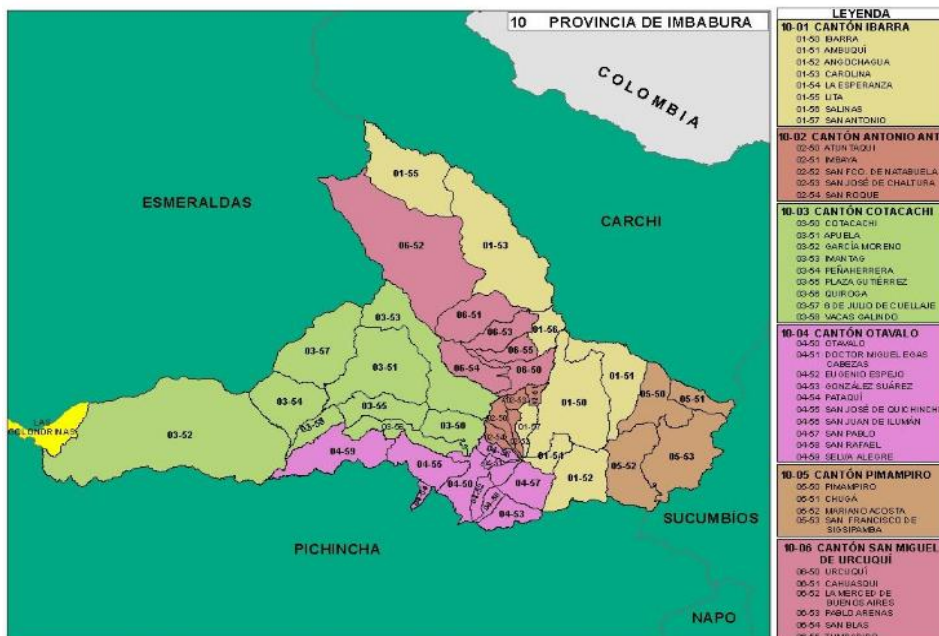 10 PROVINCIA DE IMBABURA
COLOMBIA
ESMERALDAS
CARCHI
SUCUMBÍOS
PICHINCHA
NAPO
LAS
GOLONDRINAS
01-55
06-52
01-53
03-53
06-51
06-53
01-56
03-57
06-55
03-51
06-54
06-50
01-51
01-50
05-50
05-51
03-54
03-55
03-50
03-52
04-59
04-55
04-50
04-57
04-53
01-54
01-52
05-52
05-53
LEYENDA
10-01 CANTÓN IBARRA
01-50 IBARRA
01-51 AMBUQUÍ
01-52 ANGOCHAGUA
01-53 CAROLINA
01-54 LA ESPERANZA
01-55 LITA
01-56 SALINAS
01-57 SAN ANTONIO
10-02 CANTÓN ANTONIO ANT
02-50 ATUNTAQUI
02-51 IMBAYA
02-52 SAN FCO. DE NATABUELA
02-53 SAN JOSÉ DE CHALTURA
02-54 SAN ROQUE
10-03 CANTÓN COTACACHI
03-50 COTACACHI
03-51 APUELA
03-52 GARCÍA MORENO
03-53 IMANTAG
03-54 PEÑAHERRERA
03-55 PLAZA GUTIÉRREZ
03-56 QUIROGA
03-57 6 DE JULIO DE CUELLAJE
03-58 VACAS GALINDO
10-04 CANTÓN OTAVALO
04-50 OTAVALO
04-51 DOCTOR MIGUEL EGAS
CABEZAS
04-52 EUGENIO ESPEJO
04-53 GONZÁLEZ SUÁREZ
04-54 PATAQUÍ
04-55 SAN JOSÉ DE QUICHINCHE
04-56 SAN JUAN DE ILUMÁN
04-57 SAN PABLO
04-58 SAN RAFAEL
04-59 SELVA ALEGRE
10-05 CANTÓN PIMAMPIRO
05-50 PIMAMPIRO
05-51 CHUGÁ
05-52 MARIANO ACOSTA
05-53 SAN FRANCISCO DE
SIGSIPAMBA
10-06 CANTÓN SAN MIGUEL
DE URCUQUÍ
06-50 URCUQUÍ
06-51 CAHUASQUI
06-52 LA MERCED DE
BUENOS AIRES
06-53 PABLO ARENAS
06-54 SAN BLAS